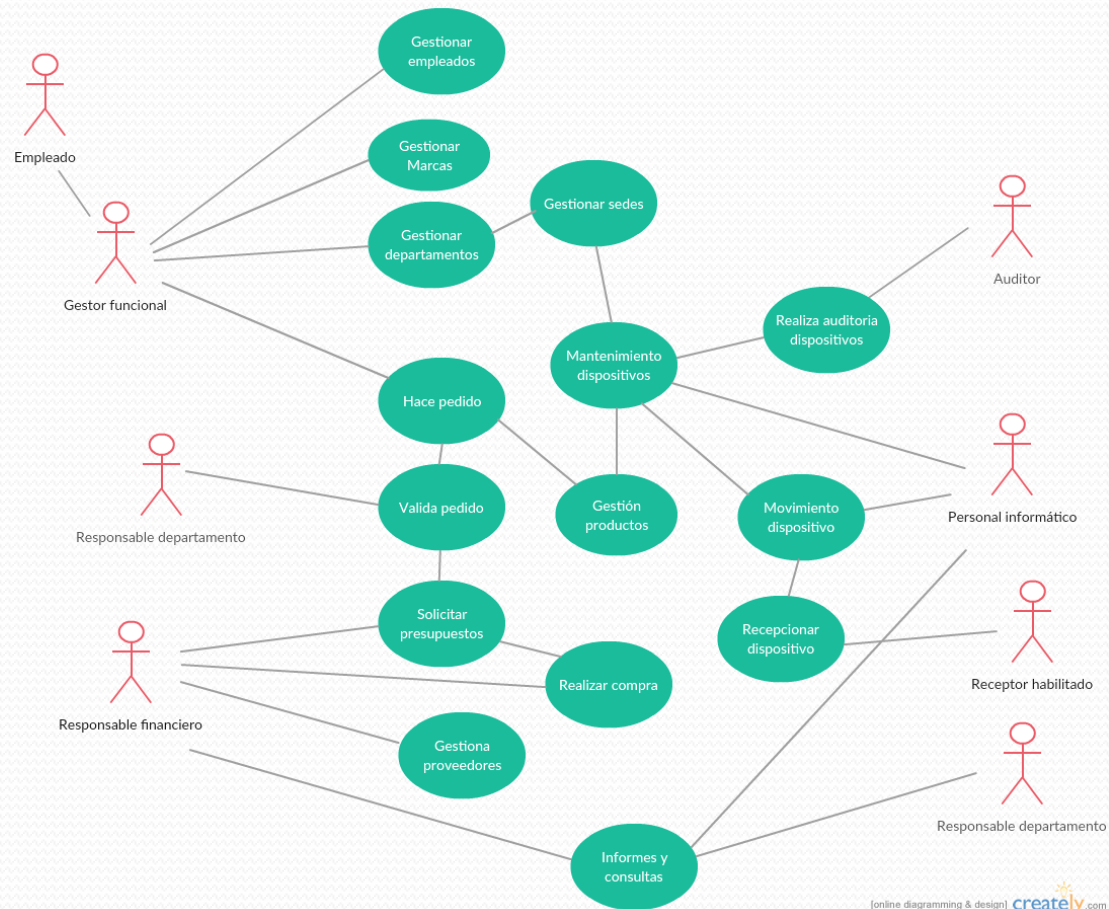 Gestionar
empleados
Empleado
Gestionar
Marcas
Gestionar sedes
Gestionar
departamentos
Gestor funcional
Auditor
Realiza auditoria
dispositivos
Mantenimiento
dispositivos
Hace pedido
Valida pedido
Gestión
productos
Movimiento
dispositivo
Personal informático
Responsable departamento
Solicitar
presupuestos
Recepcionar
dispositivo
Realizar compra
Receptor habilitado
Responsable financiero
Gestiona
proveedores
Responsable departamento
Informes y
consultas
[online diagramming & design] creately.com